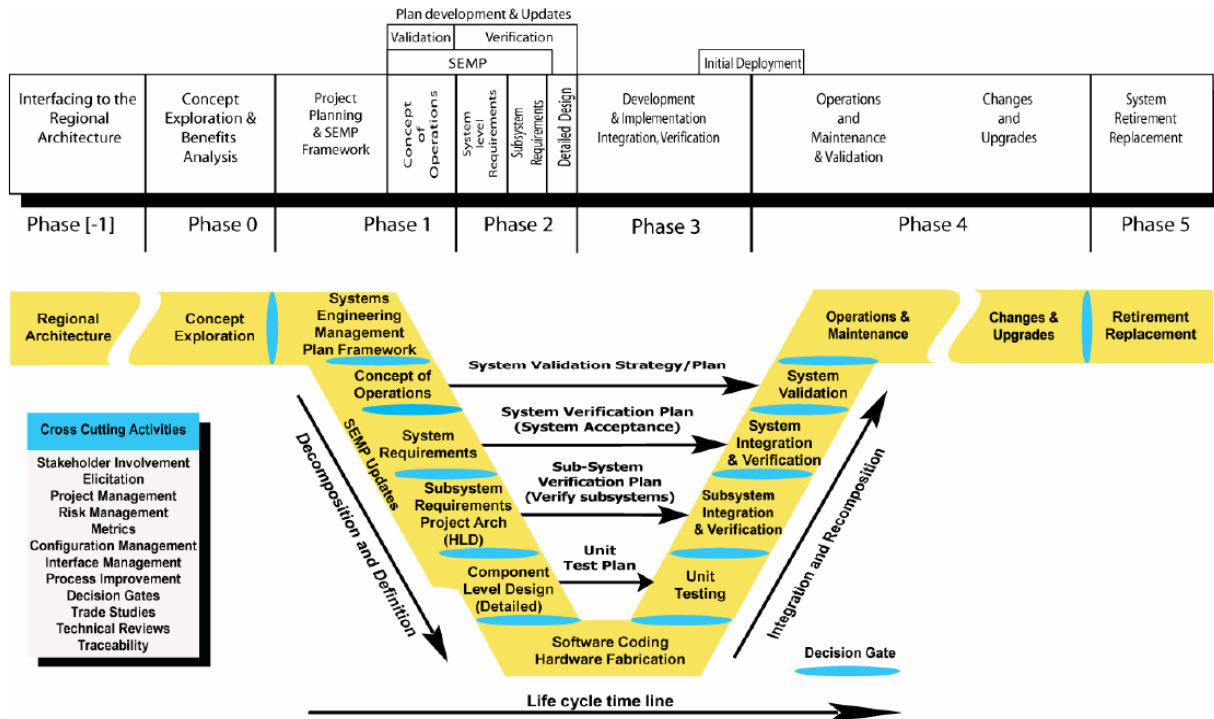 Plan development & Updates
Validation
Verification
SEMP
Initial Deployment
Interfacing to the
Regional
Architecture
Concept
Exploration &
Benefits
Analysis
Project
Planning
& SEMP
Framework
Concept
of
Operations
System
level
Requirements
Subsystem
Requirements
Detailed Design
Development
& Implementation
Integration, Verification
Operations
and
Maintenance
& Validation
Changes
and
Upgrades
System
Retirement
Replacement
Phase [-1]
Phase 0
Phase 1
Phase 2
Phase 3
Phase 4
Phase 5
Regional
Architecture
Concept
Exploration
Systems
Engineering
Management
Plan Framework
Operations &
Maintenance
Changes &
Upgrades
Retirement
Replacement
Concept of
Operations
System Validation Strategy/Plan
System
Validation
System
Requirements
System Verification Plan
(System Acceptance)
System
Integration
& Verification
Subsystem
Requirements
Project Arch
(HLD)
Sub-System
Verification Plan
(Verify subsystems)
Subsystem
Integration
& Verification
Component
Level Design
(Detailed)
Unit
Test Plan
Unit
Testing
Software Coding
Hardware Fabrication
SEMP Updates
Decomposition and Definition
Integration and Recomposition
Cross Cutting Activities
Stakeholder Involvement
Elicitation
Project Management
Risk Management
Metrics
Configuration Management
Interface Management
Process Improvement
Decision Gates
Trade Studies
Technical Reviews
Traceability
Decision Gate
Life cycle time line